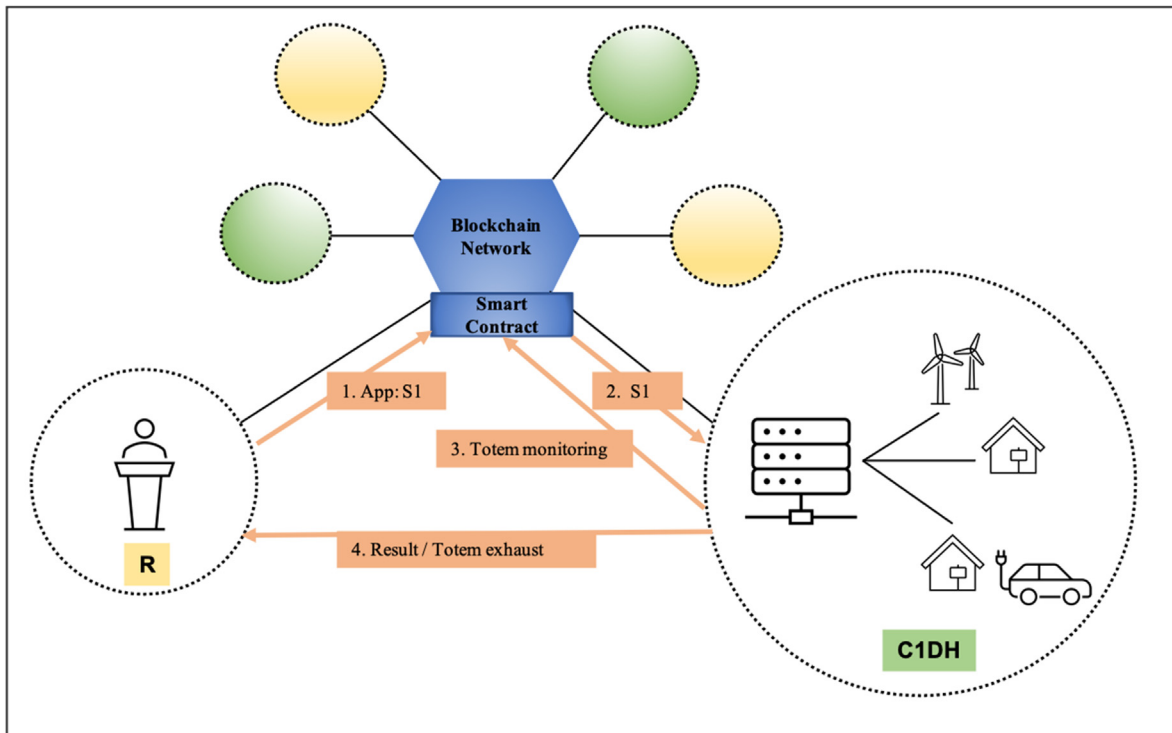 Blockchain
Network
Smart
Contract
1. App: S1
2. S1
3. Totem monitoring
4. Result / Totem exhaust
R
C1DH